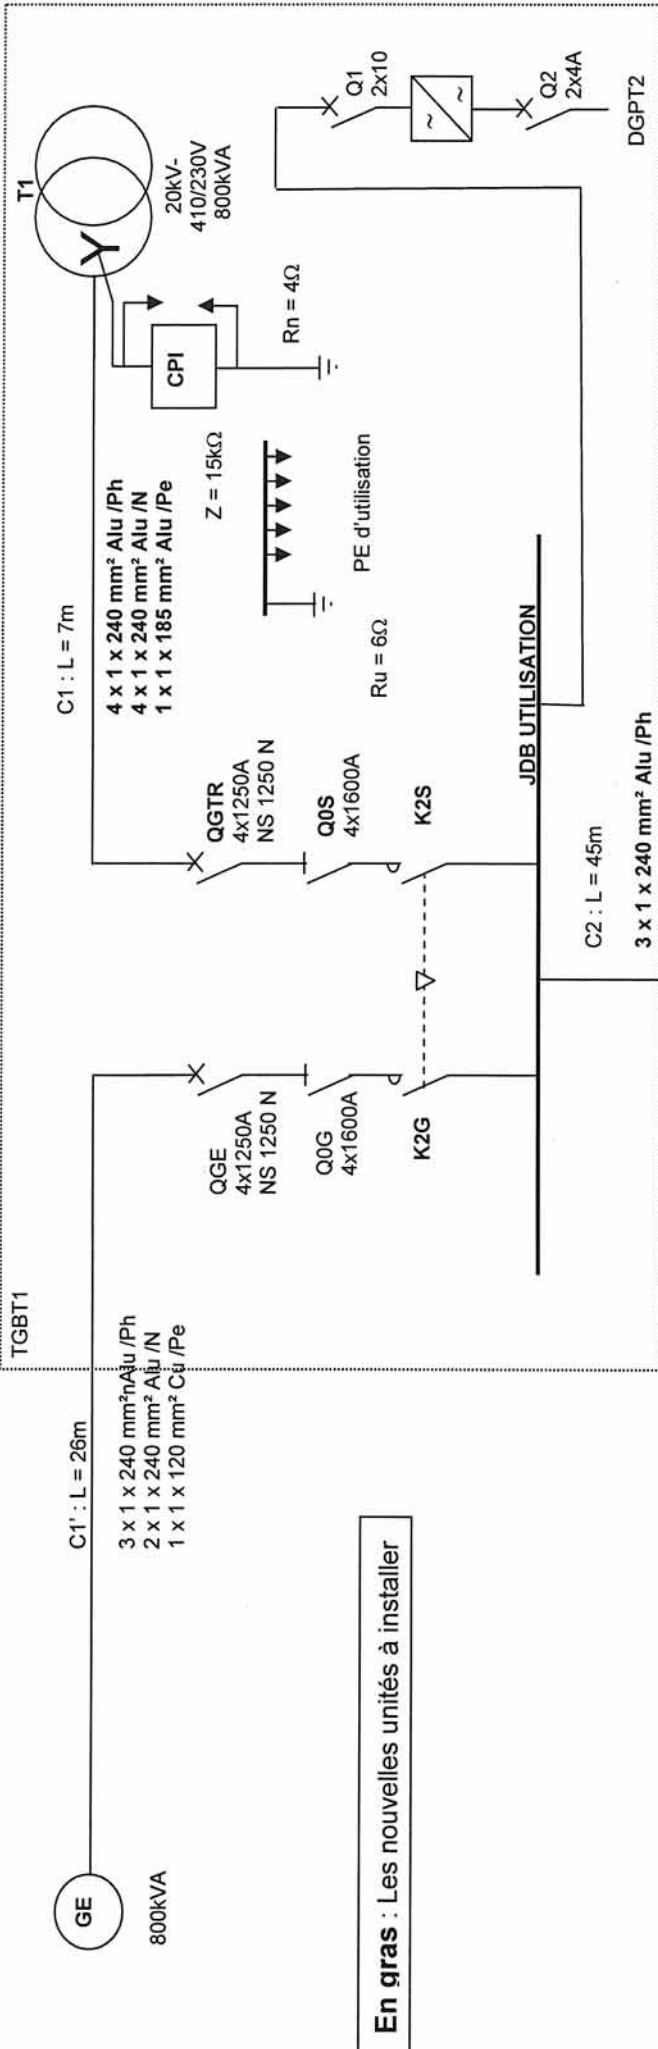 TGBT1
T1
20kV-
410/230V
800kVA
Y
CPI
Rn = 4Ω
Z = 15kΩ
PE d'utilisation
Ru = 6Ω
C1 : L = 7m
4 x 1 x 240 mm² Alu /Ph
4 x 1 x 240 mm² Alu /N
1 x 1 x 185 mm² Alu /Pe
Q1
2x10
~
~
Q2
2x4A
DGPT2
QGTR
4x1250A
NS 1250 N
Q0S
4x1600A
K2S
QGE
4x1250A
NS 1250 N
Q0G
4x1600A
K2G
JDB UTILISATION
C2 : L = 45m
3 x 1 x 240 mm² Alu /Ph
C1' : L = 26m
3 x 1 x 240 mm²nAlu /Ph
2 x 1 x 240 mm² Alu /N
1 x 1 x 120 mm² Cu /Pe
GE
800kVA
En gras : Les nouvelles unités à installer